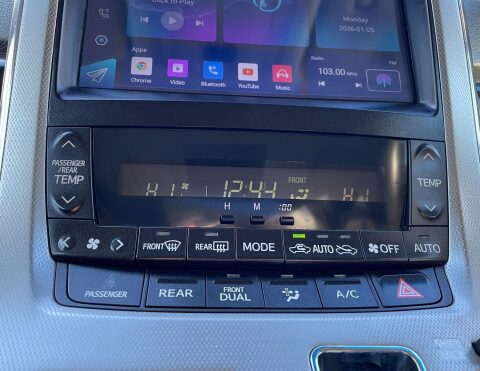 Click to Play
Monday
2026-01-05
Apps
Chrome
Video
Bluetooth
YouTube
Music
Radio
FM
103.00 MHz
PASSENGER
/REAR
TEMP
HI
12:44
FRONT
HI
TEMP
H
M
:00
FRONT
REAR
MODE
AUTO
OFF
AUTO
PASSENGER
REAR
FRONT
DUAL
A/C